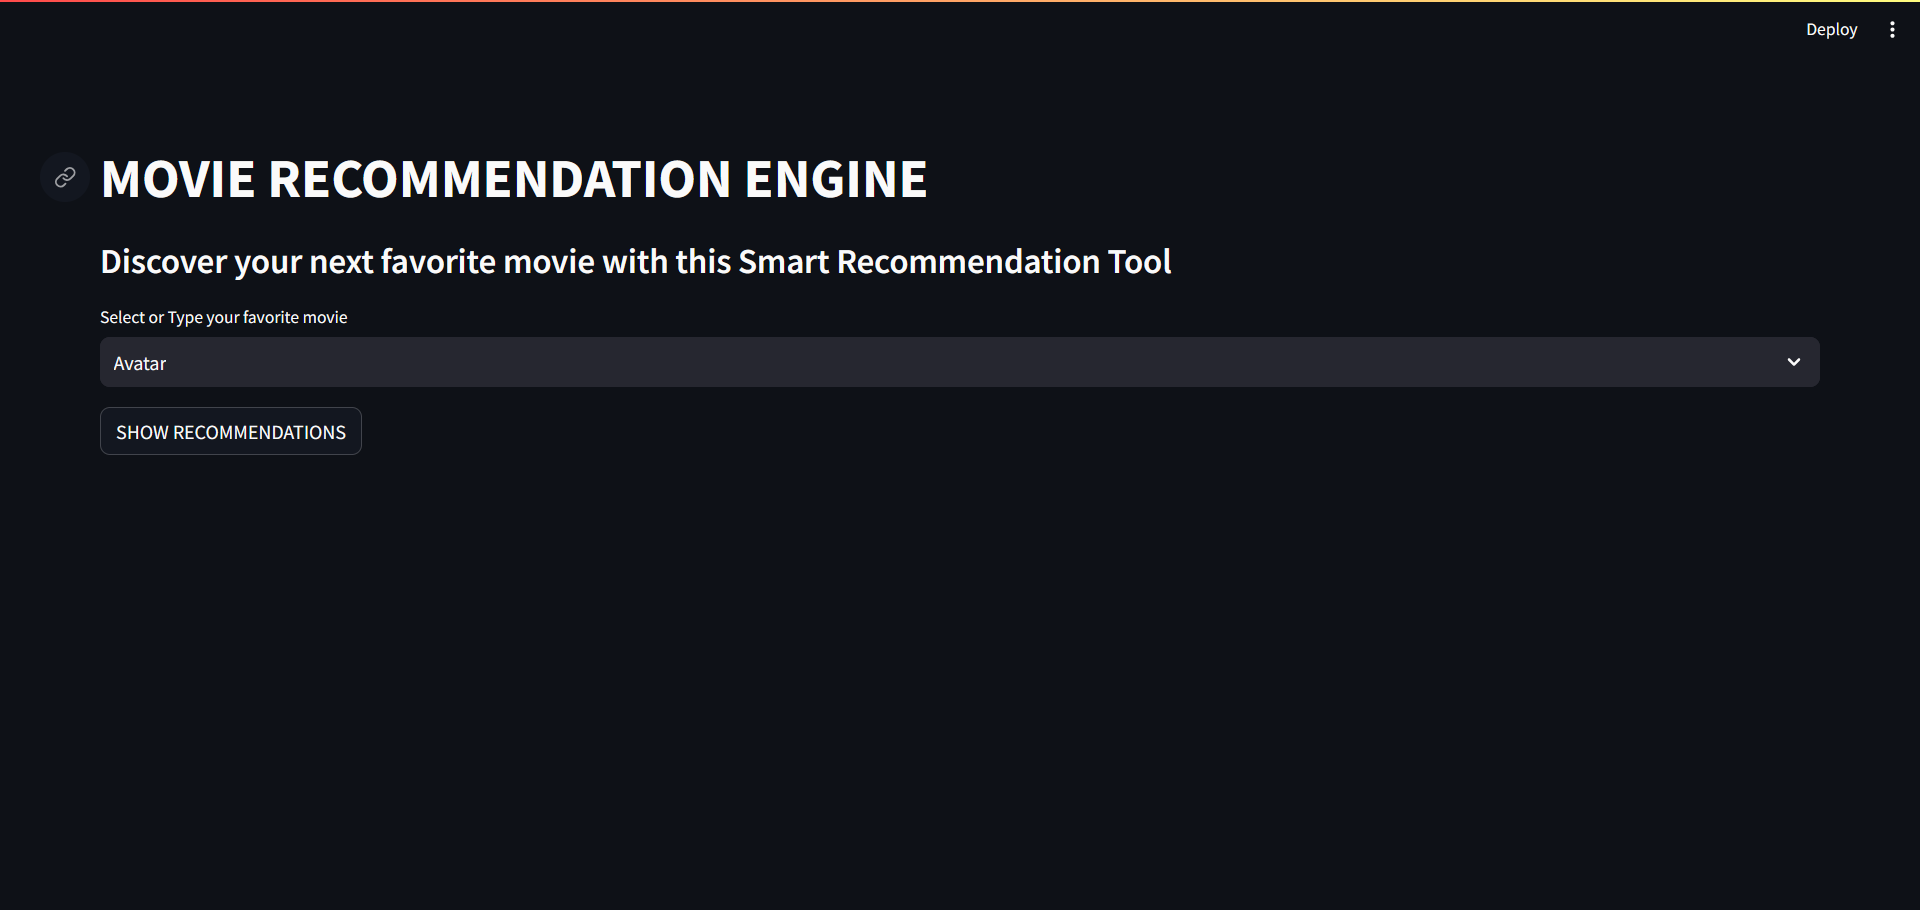 Deploy
MOVIE RECOMMENDATION ENGINE
Discover your next favorite movie with this Smart Recommendation Tool
Select or Type your favorite movie
Avatar
SHOW RECOMMENDATIONS